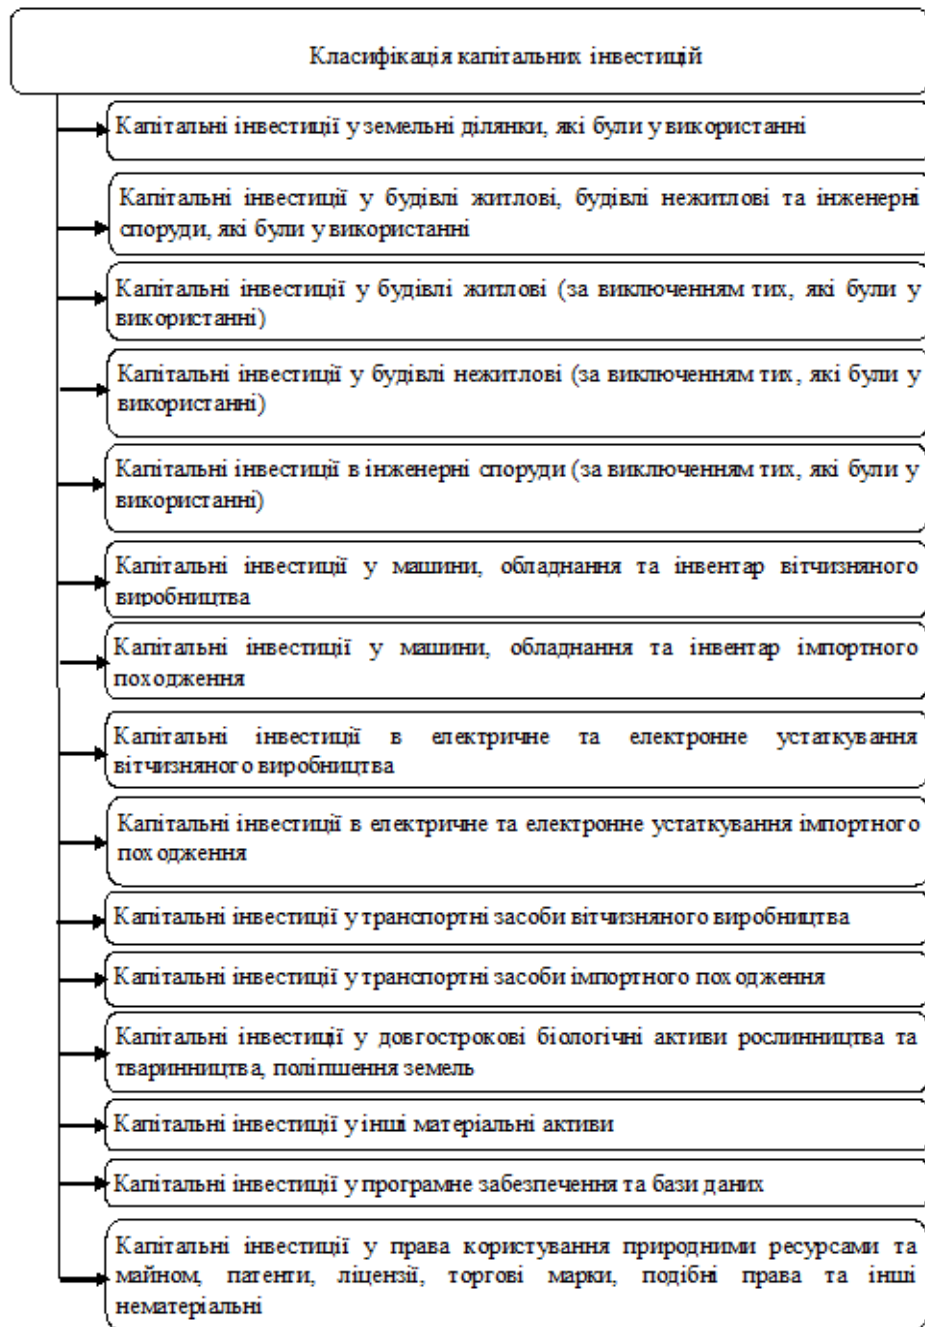 Класифікація капітальних інвестицій
Капітальні інвестиції у земельні ділянки, які були у використанні
Капітальні інвестиції у будівлі житлові, будівлі нежитлові та інженерні
споруди, які були у використанні
Капітальні інвестиції у будівлі житлові (за виключенням тих, які були у
використанні)
Капітальні інвестиції у будівлі нежитлові (за виключенням тих, які були у
використанні)
Капітальні інвестиції в інженерні споруди (за виключенням тих, які були у
використанні)
Капітальні інвестиції у машини, обладнання та інвентар вітчизняного
виробництва
Капітальні інвестиції у машини, обладнання та інвентар імпортного
походження
Капітальні інвестиції в електричне та електронне устаткування
вітчизняного виробництва
Капітальні інвестиції в електричне та електронне устаткування імпортного
походження
Капітальні інвестиції у транспортні засоби вітчизняного виробництва
Капітальні інвестиції у транспортні засоби імпортного походження
Капітальні інвестиції у довгострокові біологічні активи рослинництва та
тваринництва, поліпшення земель
Капітальні інвестиції у інші матеріальні активи
Капітальні інвестиції у програмне забезпечення та бази даних
Капітальні інвестиції у права користування природними ресурсами та
майном, патенти, ліцензії, торгові марки, подібні права та інші
нематеріальні